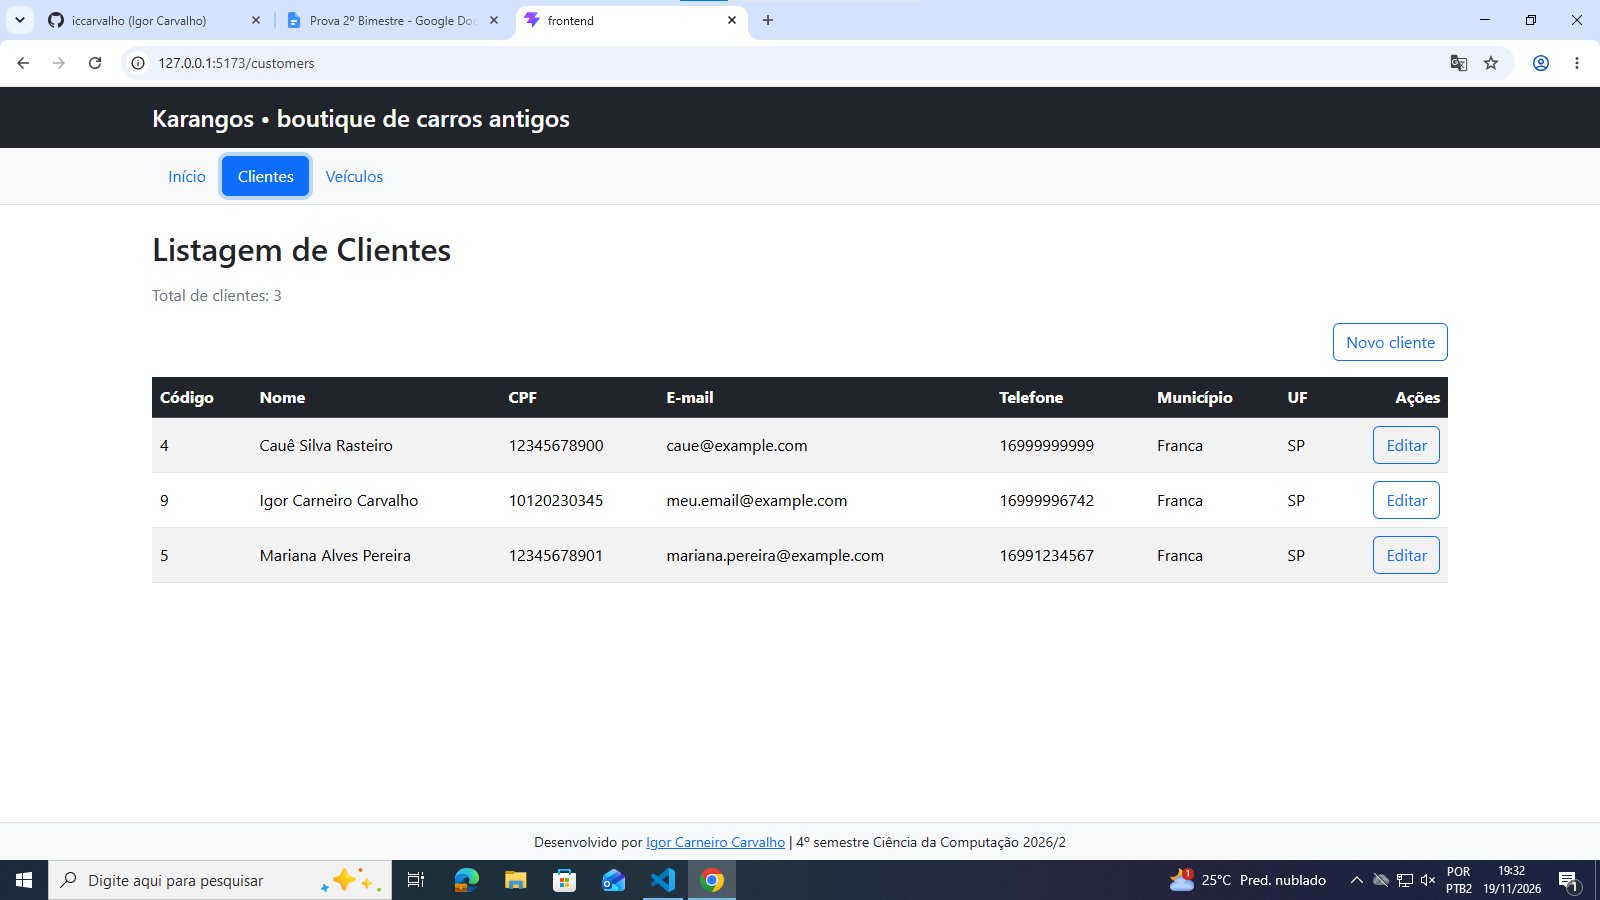 iccarvalho (Igor Carvalho)
Prova 2º Bimestre - Google Doc
frontend
127.0.0.1:5173/customers
Karangos • boutique de carros antigos
Início Clientes Veículos
Listagem de Clientes
Total de clientes: 3
Novo cliente
Código Nome CPF E-mail Telefone Município UF Ações
4 Cauê Silva Rasteiro 12345678900 caue@example.com 16999999999 Franca SP Editar
9 Igor Carneiro Carvalho 10120230345 meu.email@example.com 16999996742 Franca SP Editar
5 Mariana Alves Pereira 12345678901 mariana.pereira@example.com 16991234567 Franca SP Editar
Desenvolvido por Igor Carneiro Carvalho | 4º semestre Ciência da Computação 2026/2
Digite aqui para pesquisar
1
25°C Pred. nublado
POR
PTB2
19:32
19/11/2026
1